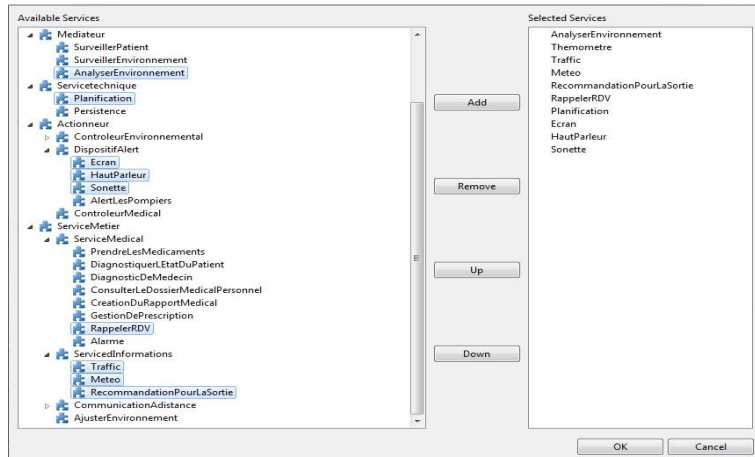 Available Services
Mediateur
SurveillerPatient
SurveillerEnvironnement
AnalyserEnvironnement
Servicetechnique
Planification
Persistence
Actionneur
ControleurEnvironnemental
DispositifAlert
Ecran
HautParleur
Sonette
AlertLesPompiers
ControleurMedical
ServiceMetier
ServiceMedical
PrendreLesMedicaments
DiagnostiquerLEtatDuPatient
DiagnosticDeMedecin
ConsulterLeDossierMedicalPersonnel
CreationDuRapportMedical
GestionDePrescription
RappelerRDV
Alarme
ServicedInformations
Traffic
Meteo
RecommandationPourLaSortie
CommunicationAdistance
AjusterEnvironnement
Add
Remove
Up
Down
Selected Services
AnalyserEnvironnement
Themometre
Traffic
Meteo
RecommandationPourLaSortie
RappelerRDV
Planification
Ecran
HautParleur
Sonette
OK
Cancel